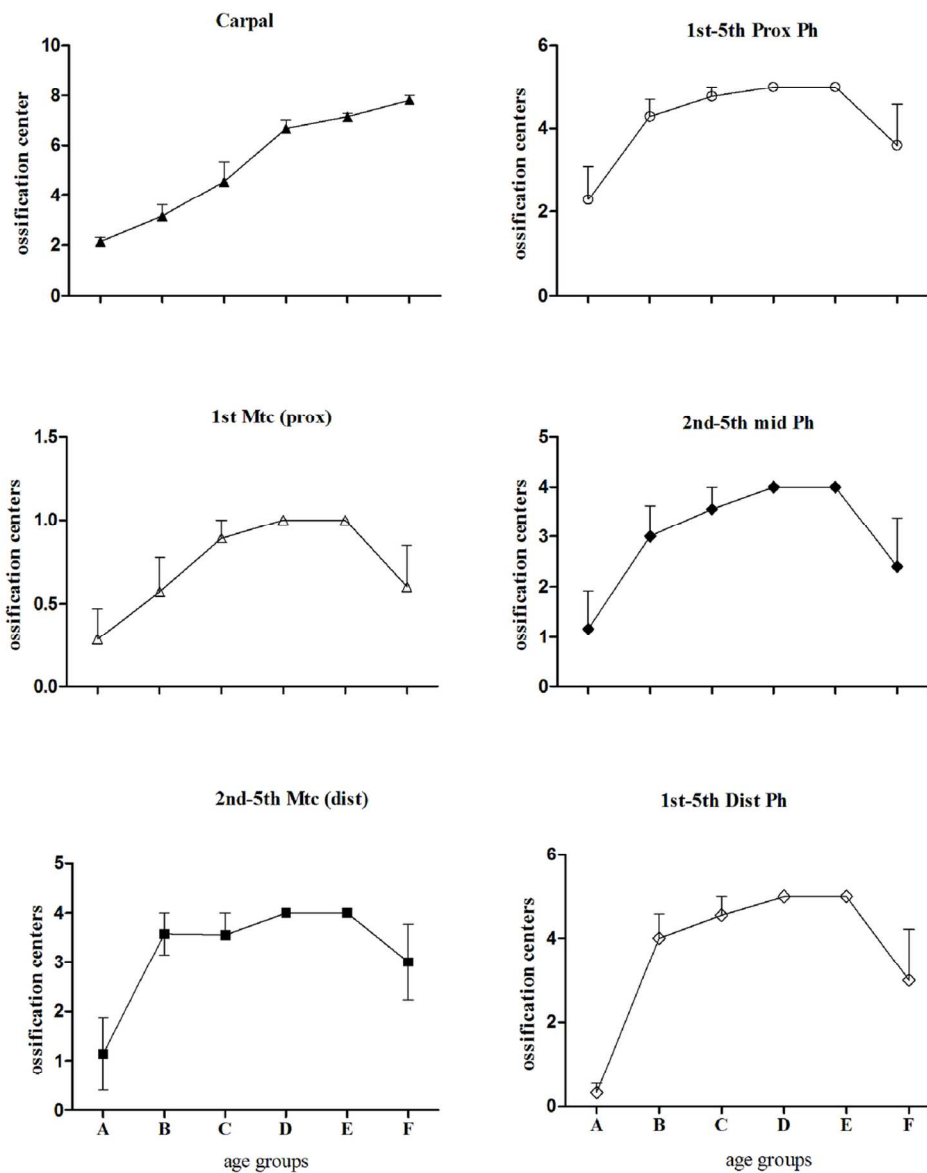 Carpal
10
8
6
4
2
0
ossification center
1st-5th Prox Ph
6
4
2
0
ossification centers
1st Mtc (prox)
1.5
1.0
0.5
0.0
ossification centers
2nd-5th mid Ph
5
4
3
2
1
0
ossification centers
2nd-5th Mtc (dist)
5
4
3
2
1
0
ossification centers
A B C D E F
age groups
1st-5th Dist Ph
6
4
2
0
ossification centers
A B C D E F
age groups